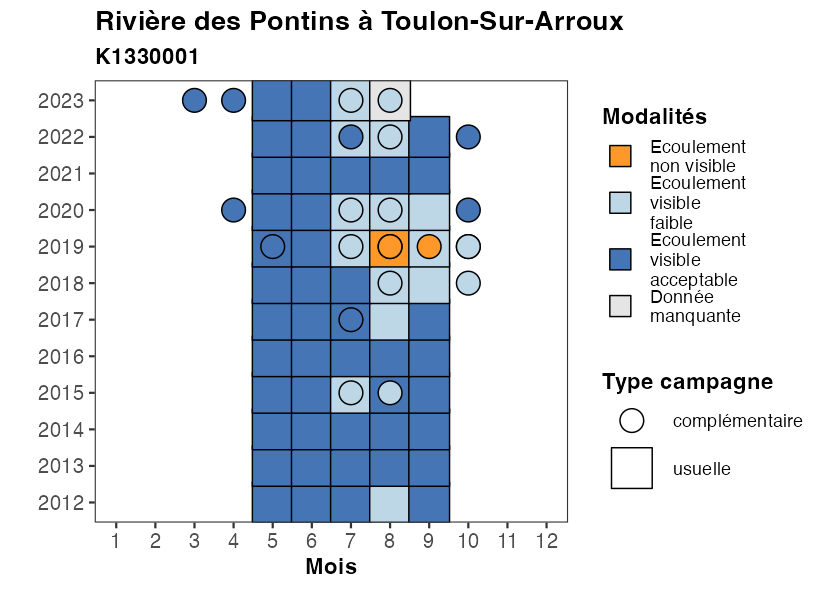 Rivière des Pontins à Toulon-Sur-Arroux
K1330001
2023
2022
2021
2020
2019
2018
2017
2016
2015
2014
2013
2012
1 2 3 4 5 6 7 8 9 10 11 12
Mois
Modalités
Ecoulement
non visible
Ecoulement
visible
faible
Ecoulement
visible
acceptable
Donnée
manquante
Type campagne
complémentaire
usuelle